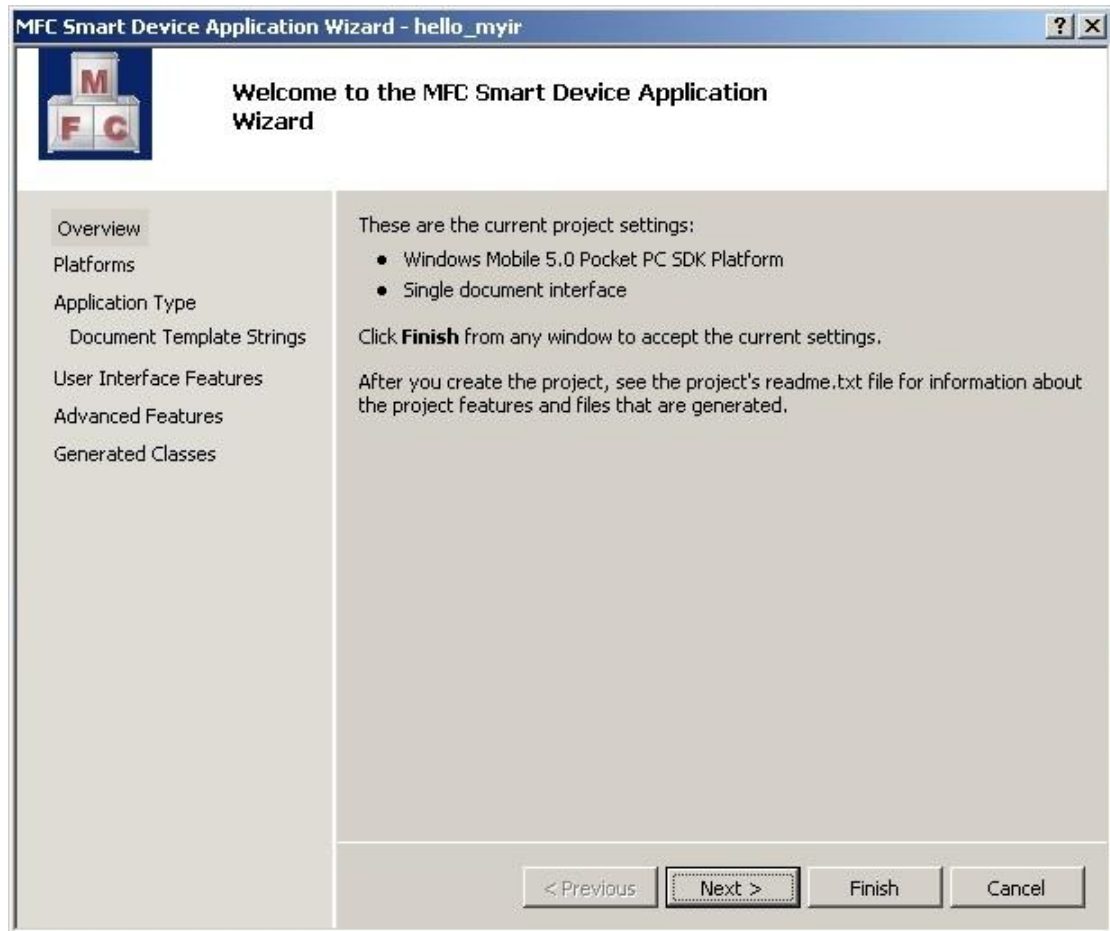 MFC Smart Device Application Wizard - hello_myir
M
F C
Welcome to the MFC Smart Device Application
Wizard
Overview
Platforms
Application Type
Document Template Strings
User Interface Features
Advanced Features
Generated Classes
These are the current project settings:
• Windows Mobile 5.0 Pocket PC SDK Platform
• Single document interface
Click Finish from any window to accept the current settings.
After you create the project, see the project's readme.txt file for information about
the project features and files that are generated.
< Previous Next > Finish Cancel